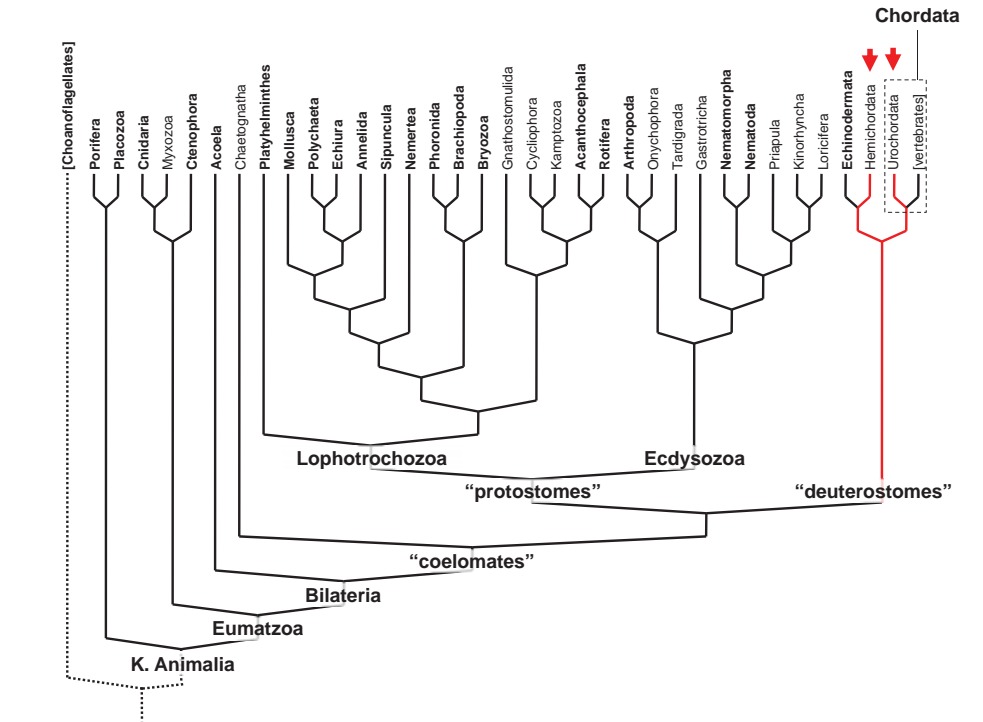 Chordata
[Choanoflagellates]
Porifera
Placozoa
Cnidaria
Myxozoa
Ctenophora
Acoela
Chaetognatha
Platyhelminthes
Mollusca
Polychaeta
Echiura
Annelida
Sipuncula
Nemertea
Phoronida
Brachiopoda
Bryozoa
Gnathostomulida
Cycliophora
Kamptozoa
Acanthocephala
Rotifera
Arthropoda
Onychophora
Tardigrada
Gastrotricha
Nematomorpha
Nematoda
Priapula
Kinorhyncha
Loricifera
Echinodermata
Hemichordata
Urochordata
[vertebrates]
Lophotrochozoa
Ecdysozoa
“protostomes”
“deuterostomes”
“coelomates”
Bilateria
Eumatzoa
K. Animalia